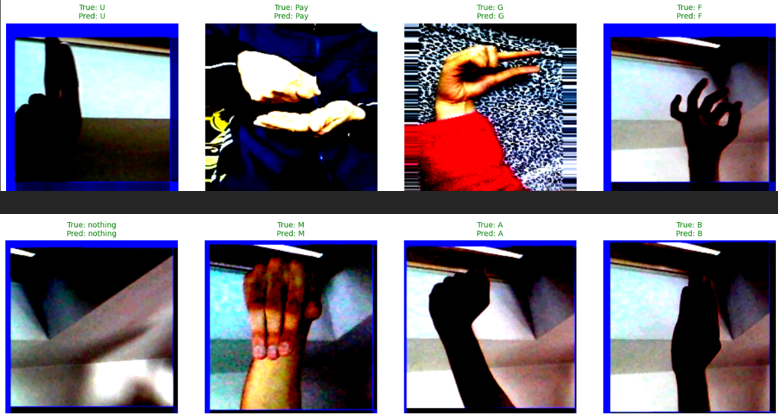 True: U
Pred: U
True: Pay
Pred: Pay
True: G
Pred: G
True: F
Pred: F
True: nothing
Pred: nothing
True: M
Pred: M
True: A
Pred: A
True: B
Pred: B